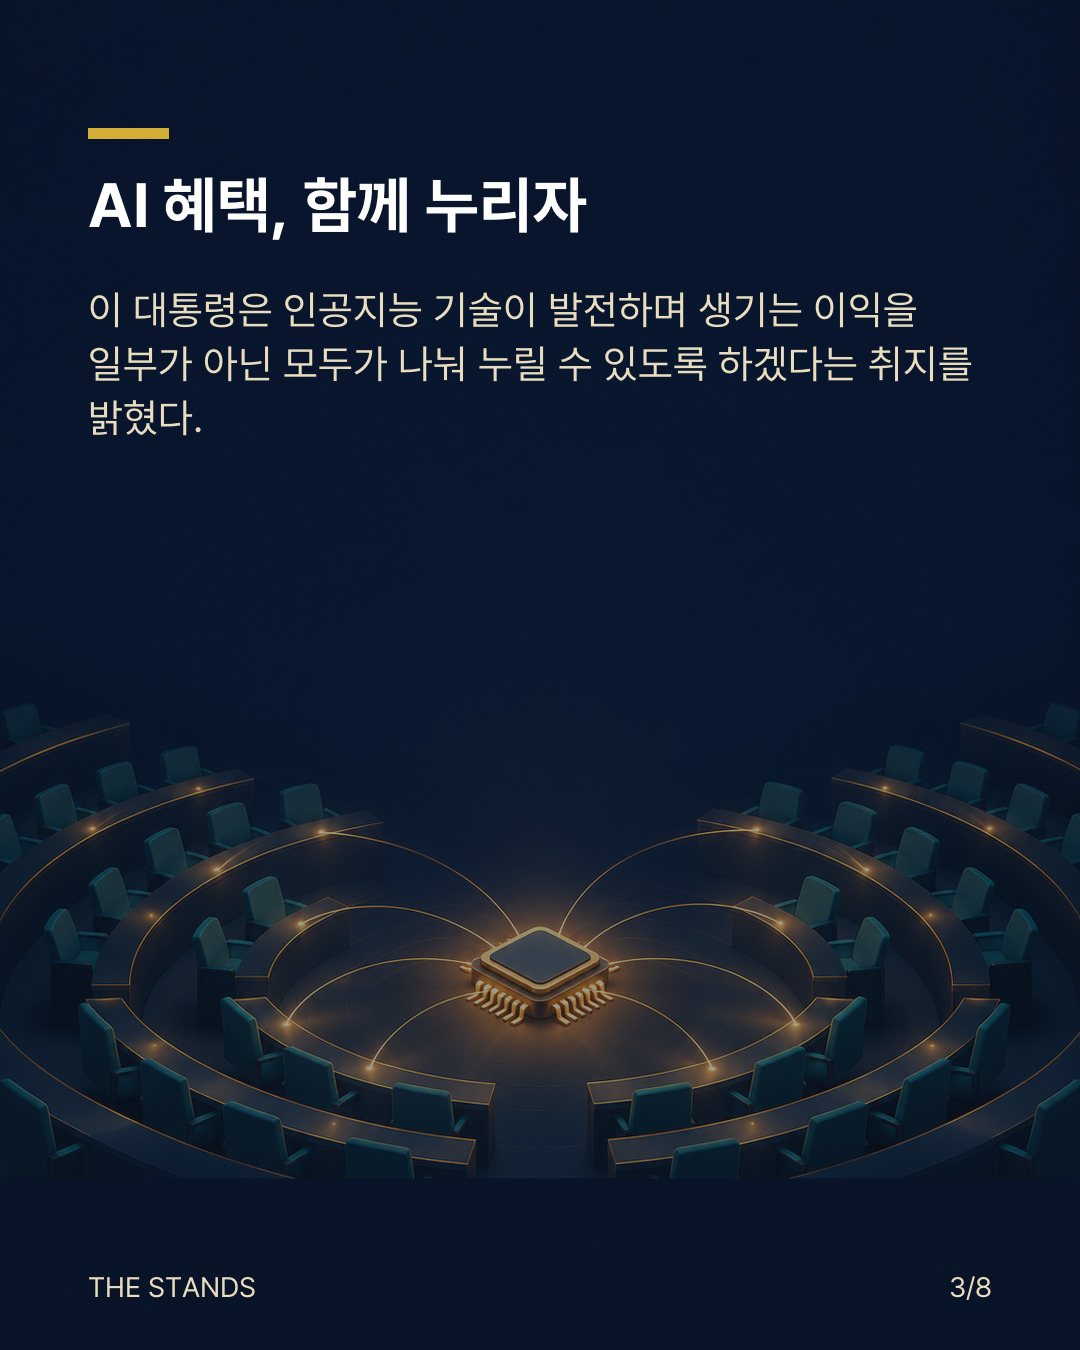 AI 혜택, 함께 누리자
이 대통령은 인공지능 기술이 발전하며 생기는 이익을
일부가 아닌 모두가 나눠 누릴 수 있도록 하겠다는 취지를
밝혔다.
THE STANDS
3/8